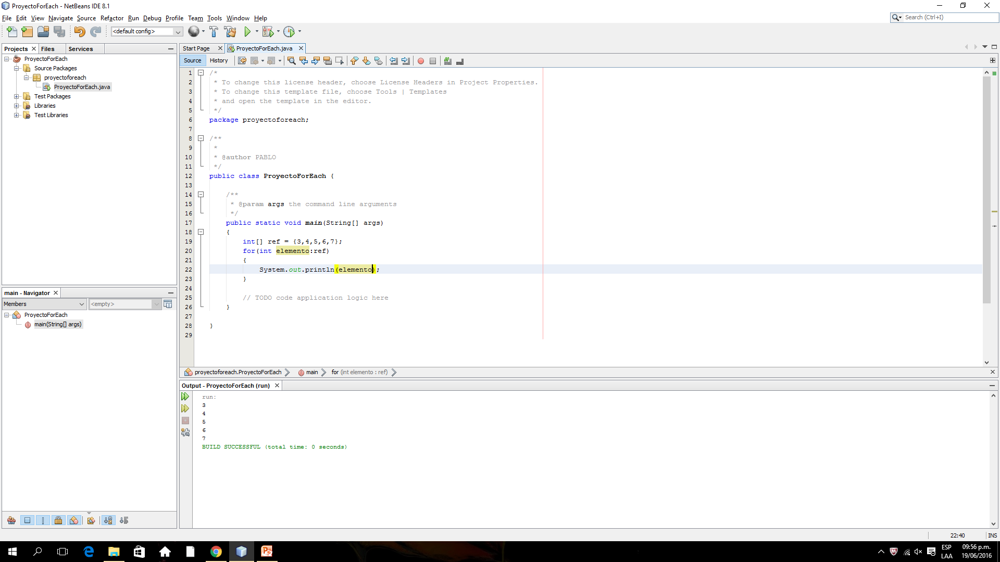 ProyectoForEach - NetBeans IDE 8.1
File Edit View Navigate Source Refactor Run Debug Profile Team Tools Window Help
Search (Ctrl+I)
<default config>
Projects Files Services
ProyectoForEach
Source Packages
proyectoforeach
ProyectoForEach.java
Test Packages
Libraries
Test Libraries
Start Page ProyectoForEach.java
Source History
1 /*
2 * To change this license header, choose License Headers in Project Properties.
3 * To change this template file, choose Tools | Templates
4 * and open the template in the editor.
5 */
6 package proyectoforeach;
7
8 /**
9 *
10 * @author PABLO
11 */
12 public class ProyectoForEach {
13
14 /**
15 * @param args the command line arguments
16 */
17 public static void main(String[] args)
18 {
19 int[] ref = {3,4,5,6,7};
20 for(int elemento:ref)
21 {
22 System.out.println(elemento);
23 }
24
25 // TODO code application logic here
26 }
27
28 }
29
main - Navigator
Members <empty>
ProyectoForEach
main(String[] args)
proyectoforeach.ProyectoForEach main for (int elemento : ref)
Output - ProyectoForEach (run)
run:
3
4
5
6
7
BUILD SUCCESSFUL (total time: 0 seconds)
22:40 INS
ESP
LAA
09:56 p.m.
19/06/2016